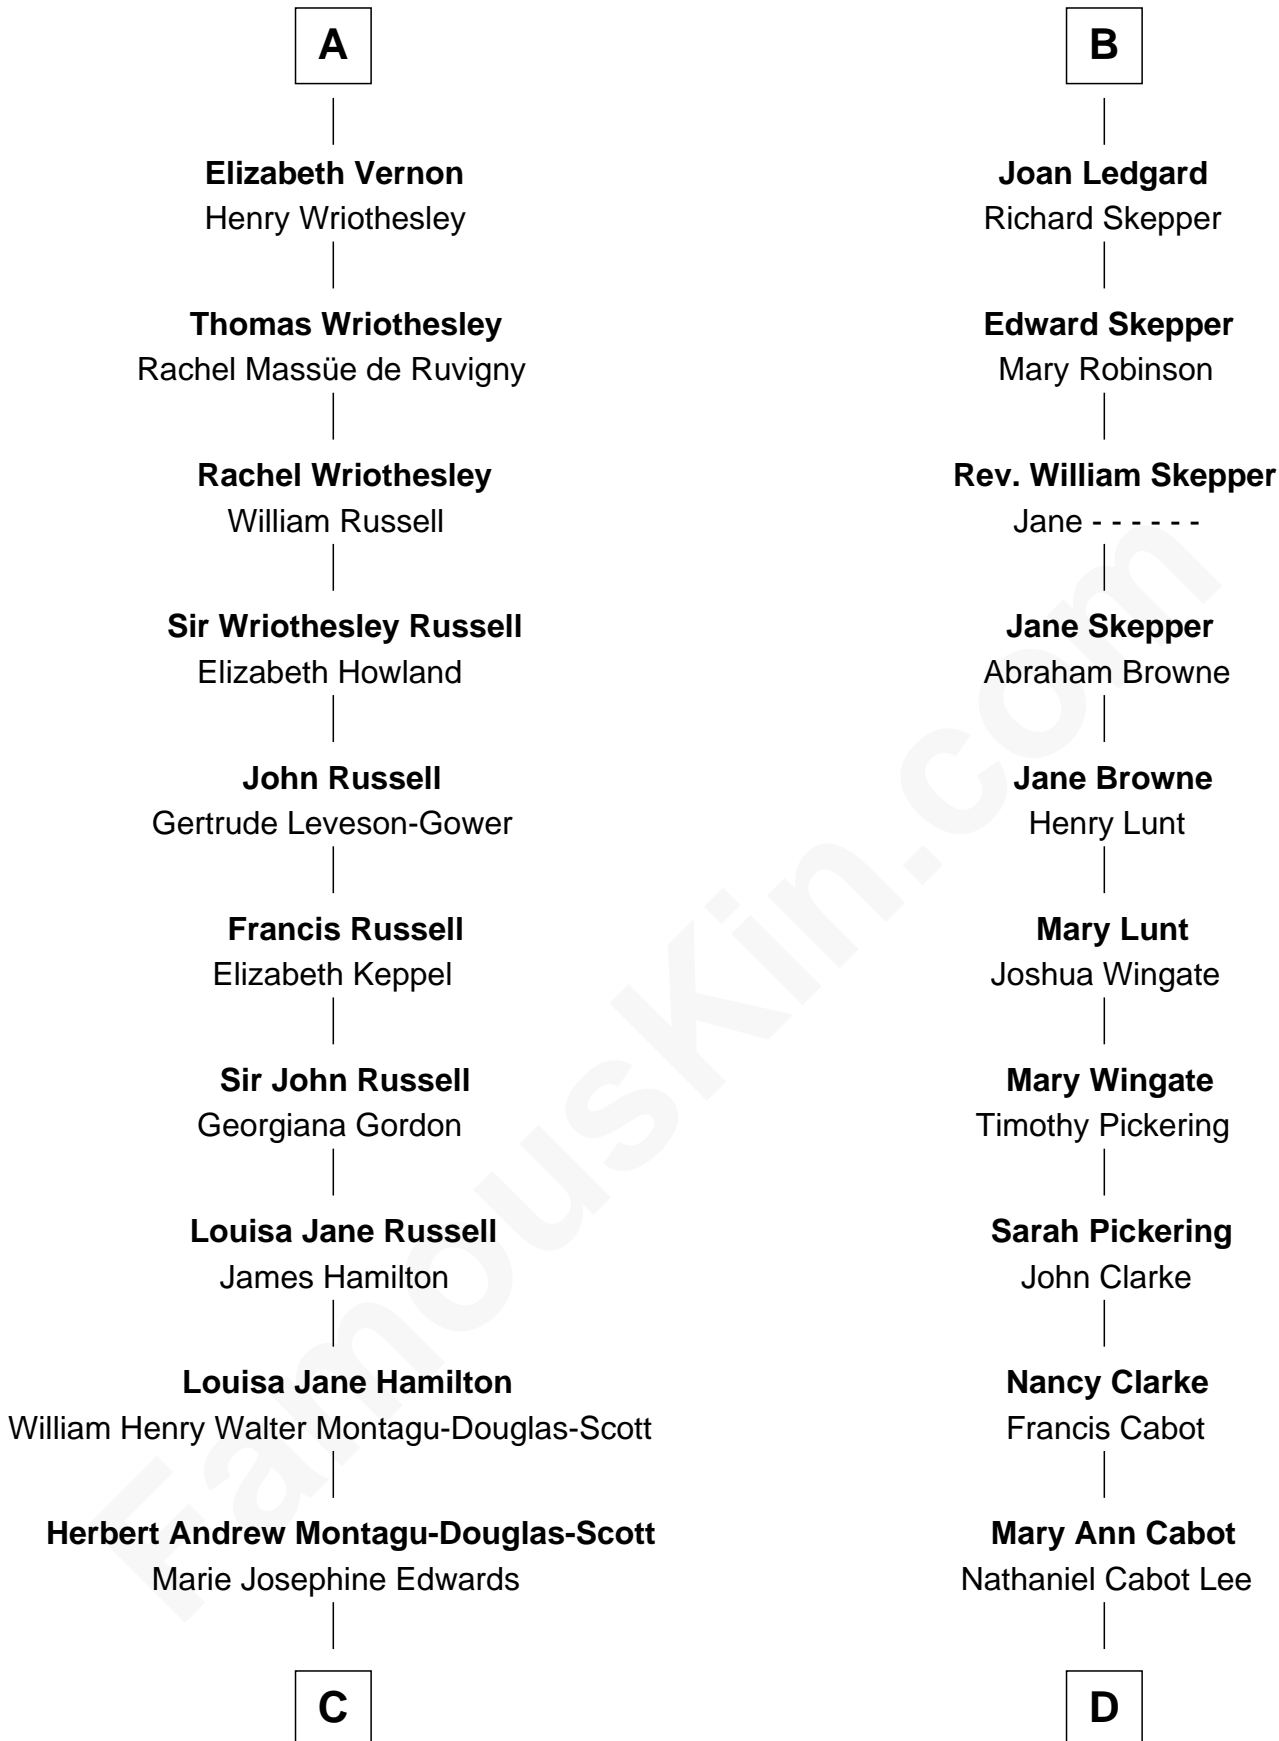 A
Elizabeth Vernon
Henry Wriothesley
Thomas Wriothesley
Rachel Massüe de Ruvigny
Rachel Wriothesley
William Russell
Sir Wriothesley Russell
Elizabeth Howland
John Russell
Gertrude Leveson-Gower
Francis Russell
Elizabeth Keppel
Sir John Russell
Georgiana Gordon
Louisa Jane Russell
James Hamilton
Louisa Jane Hamilton
William Henry Walter Montagu-Douglas-Scott
Herbert Andrew Montagu-Douglas-Scott
Marie Josephine Edwards
C
B
Joan Ledgard
Richard Skepper
Edward Skepper
Mary Robinson
Rev. William Skepper
Jane - - - - - -
Jane Skepper
Abraham Browne
Jane Browne
Henry Lunt
Mary Lunt
Joshua Wingate
Mary Wingate
Timothy Pickering
Sarah Pickering
John Clarke
Nancy Clarke
Francis Cabot
Mary Ann Cabot
Nathaniel Cabot Lee
D
FamousKin.com